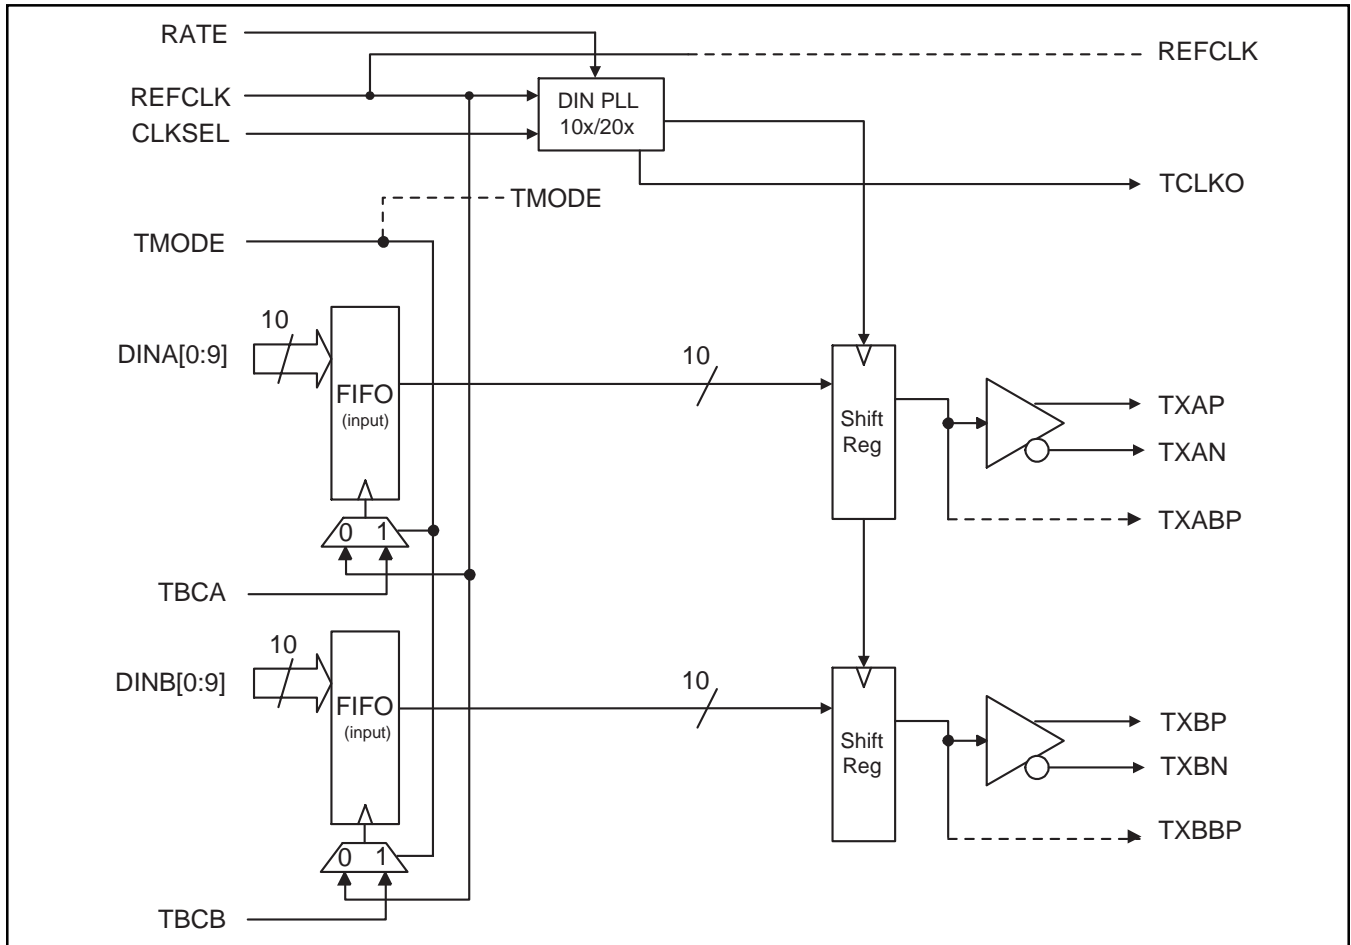 RATE
REFCLK
REFCLK
DIN PLL
10x/20x
CLKSEL
TCLKO
TMODE
TMODE
10
DINA[0:9]
FIFO
(input)
10
Shift
Reg
TXAP
TXAN
TXABP
0 1
TBCA
10
DINB[0:9]
FIFO
(input)
10
Shift
Reg
TXBP
TXBN
TXBBP
0 1
TBCB